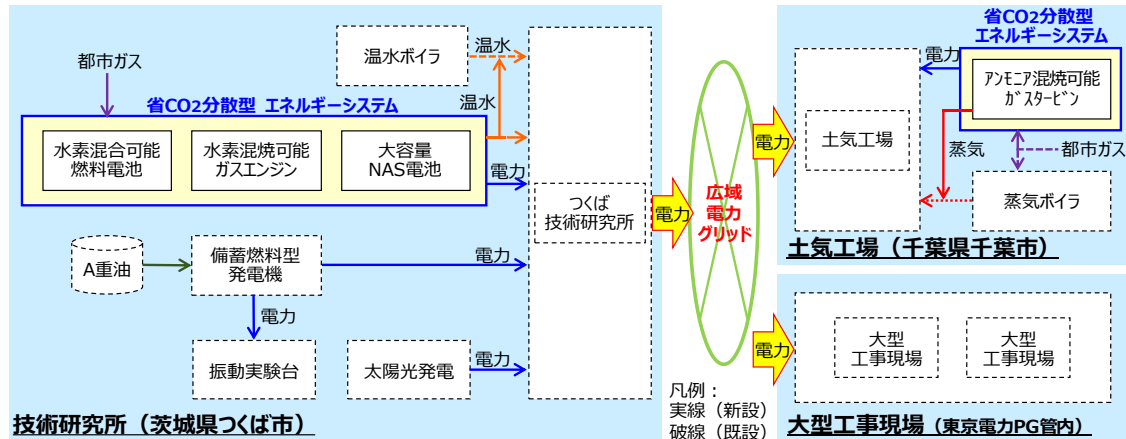 都市ガス
温水ボイラ
温水
温水
省CO2分散型 エネルギーシステム
水素混合可能
燃料電池
水素混焼可能
ガスエンジン
大容量
NAS電池
電力
つくば
技術研究所
A重油
備蓄燃料型
発電機
電力
電力
振動実験台
太陽光発電
電力
技術研究所（茨城県つくば市）
電力
広域
電力
グリッド
電力
電力
凡例：
実線（新設）
破線（既設）
省CO2分散型
エネルギーシステム
電力
アンモニア混焼可能
ガスタービン
土気工場
蒸気
都市ガス
蒸気ボイラ
土気工場（千葉県千葉市）
大型
工事現場
大型
工事現場
大型工事現場（東京電力PG管内）